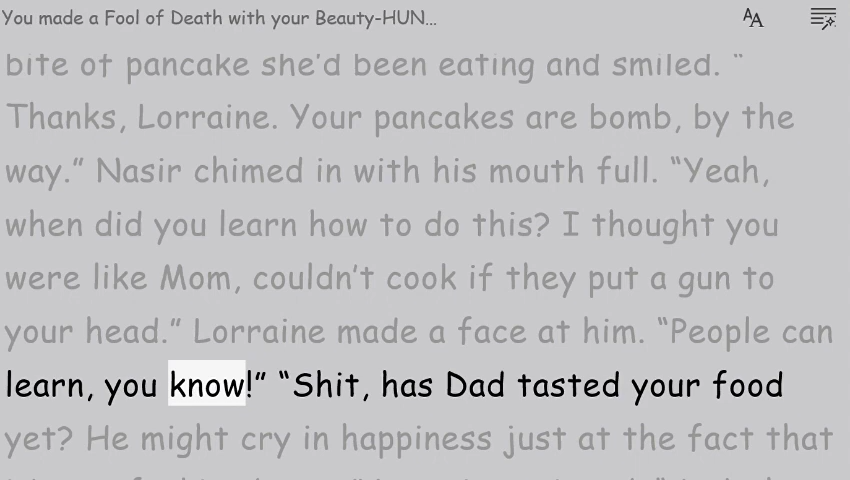 You made a Fool of Death with your Beauty-HUN...
bite of pancake she'd been eating and smiled. "
Thanks, Lorraine. Your pancakes are bomb, by the
way.” Nasir chimed in with his mouth full. “Yeah,
when did you learn how to do this? I thought you
were like Mom, couldn't cook if they put a gun to
your head.” Lorraine made a face at him. “People can
learn, you know!” “Shit, has Dad tasted your food
yet? He might cry in happiness just at the fact that